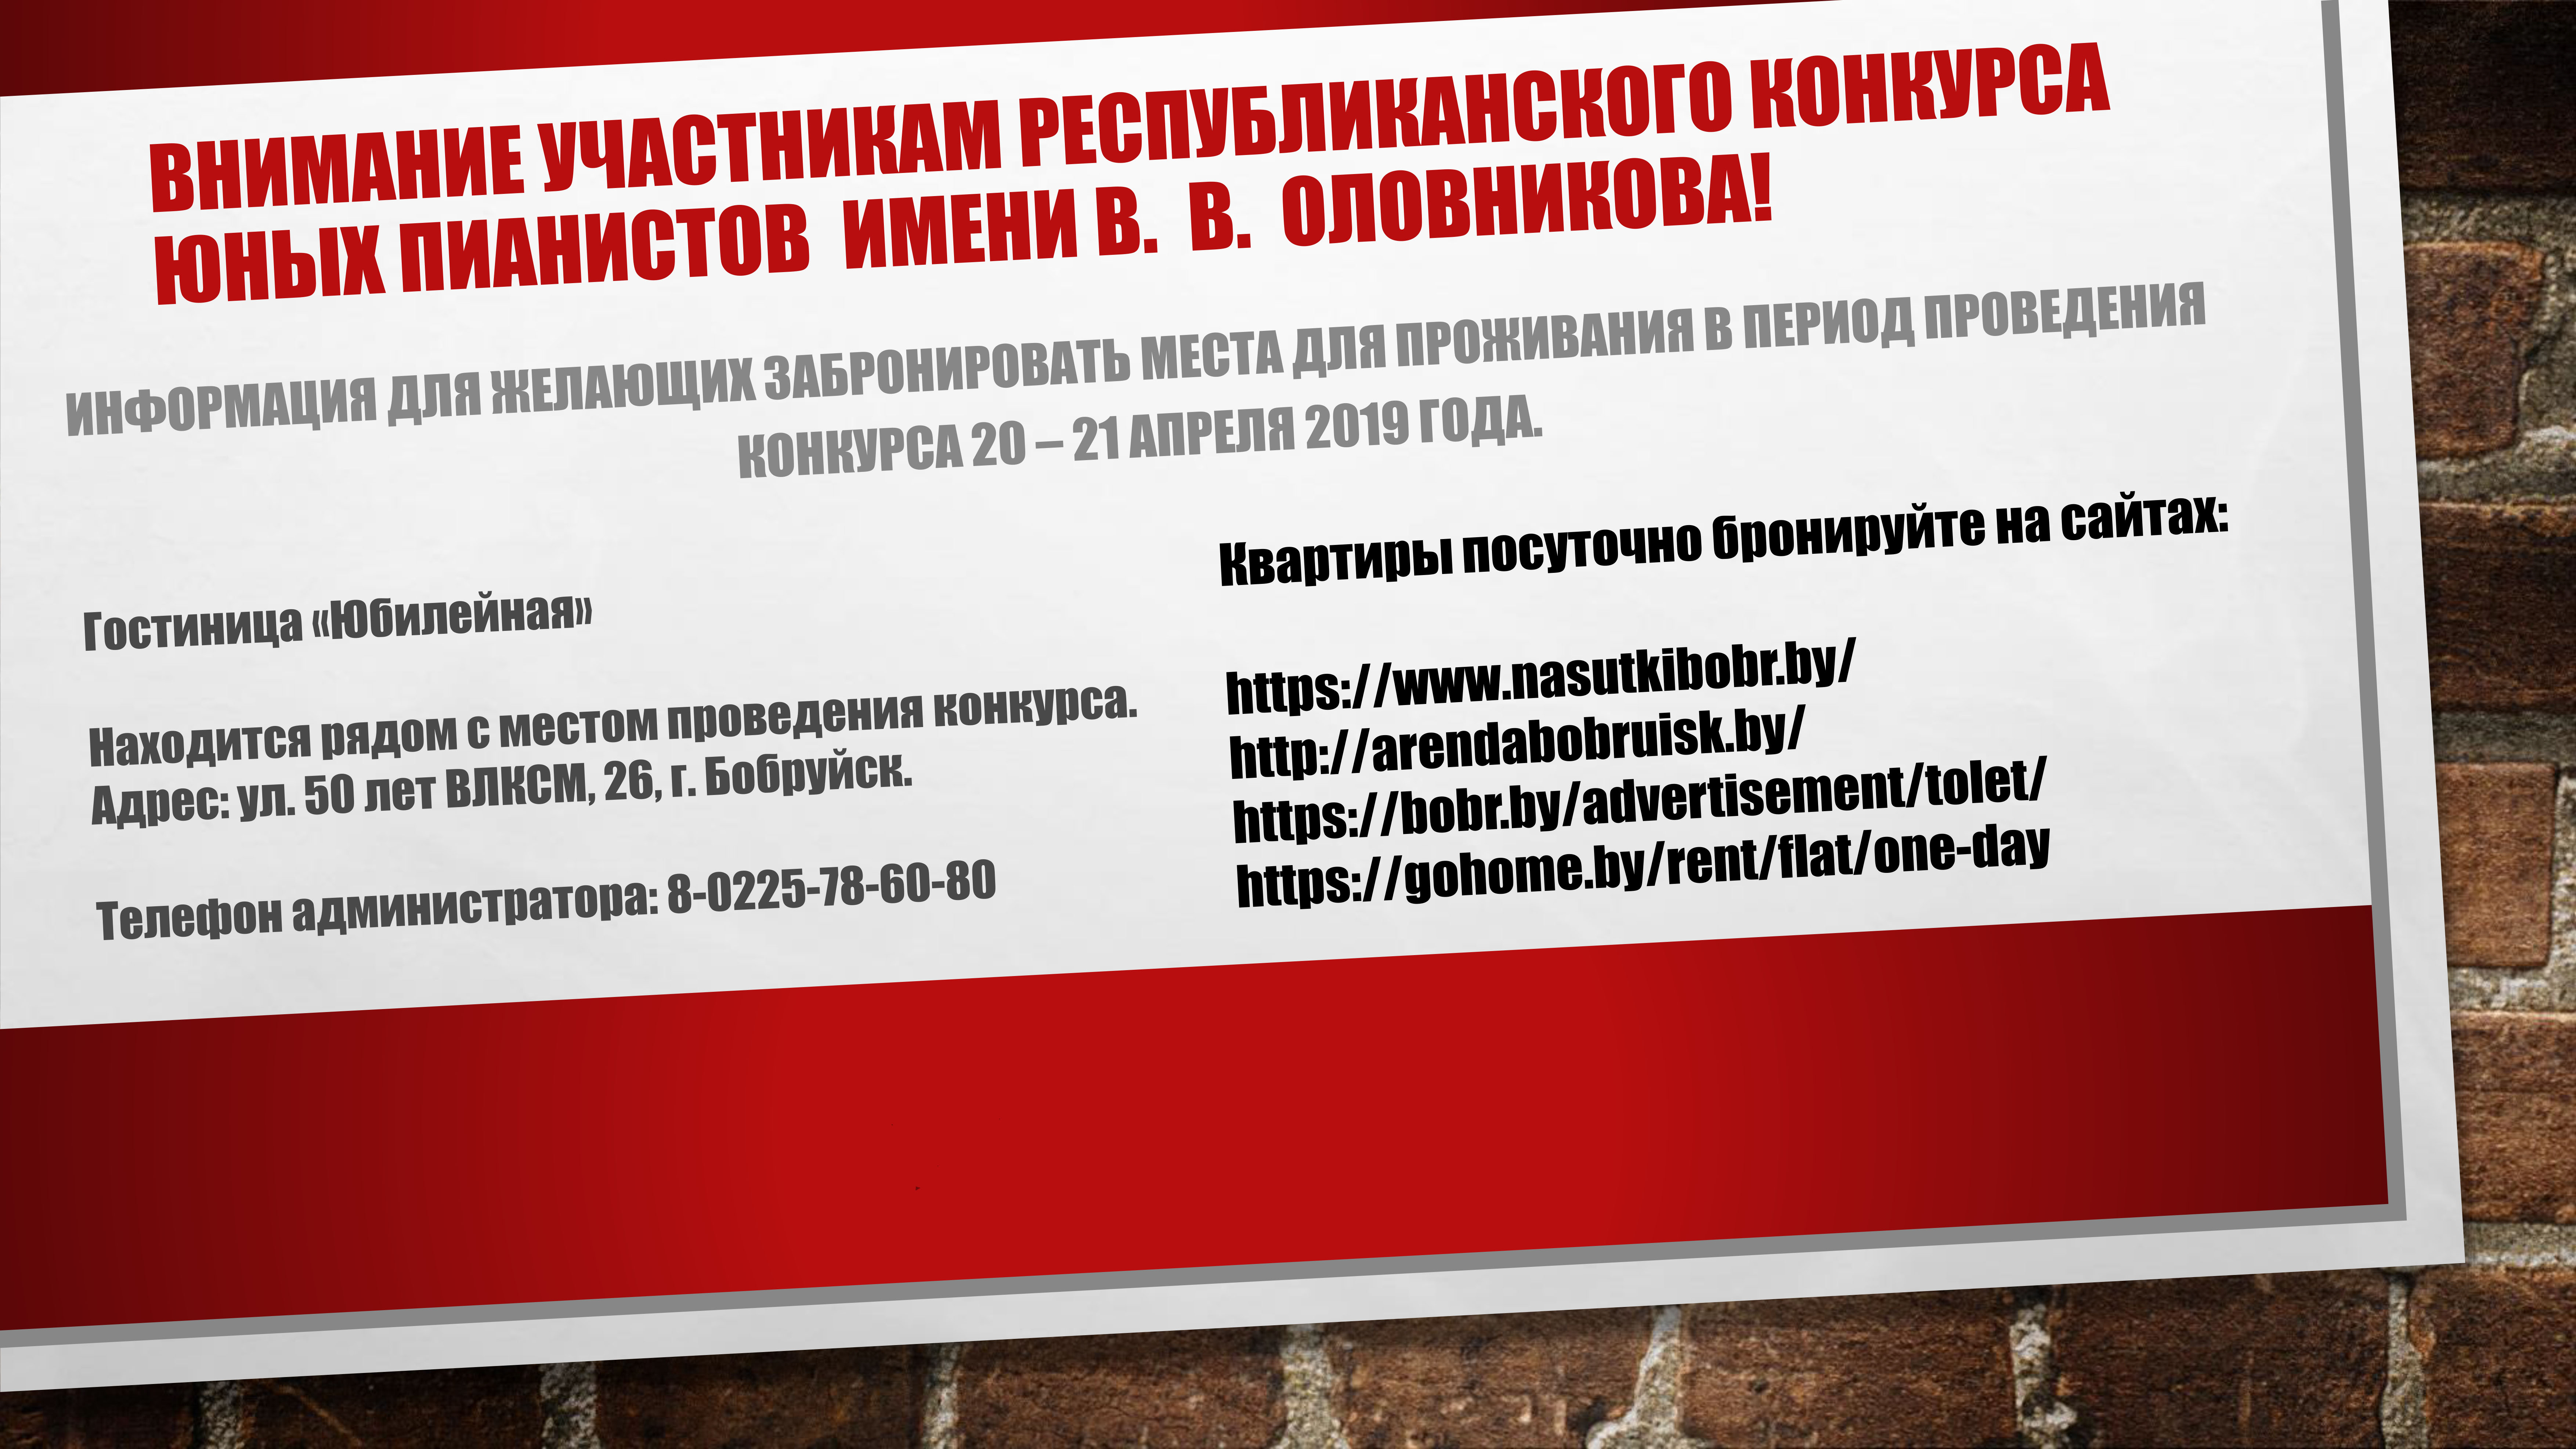 ВНИМАНИЕ УЧАСТНИКАМ РЕСПУБЛИКАНСКОГО КОНКУРСА
ЮНЫХ ПИАНИСТОВ ИМЕНИ В. В. ОЛОВНИКОВА!
ИНФОРМАЦИЯ ДЛЯ ЖЕЛАЮЩИХ ЗАБРОНИРОВАТЬ МЕСТА ДЛЯ ПРОЖИВАНИЯ В ПЕРИОД ПРОВЕДЕНИЯ
КОНКУРСА 20 – 21 АПРЕЛЯ 2019 ГОДА.
Гостиница «Юбилейная»
Находится рядом с местом проведения конкурса.
Адрес: ул. 50 лет ВЛКСМ, 26, г. Бобруйск.
Телефон администратора: 8-0225-78-60-80
Квартиры посуточно бронируйте на сайтах:
https://www.nasutkibobr.by/
http://arendabobruisk.by/
https://bobr.by/advertisement/tolet/
https://gohome.by/rent/flat/one-day